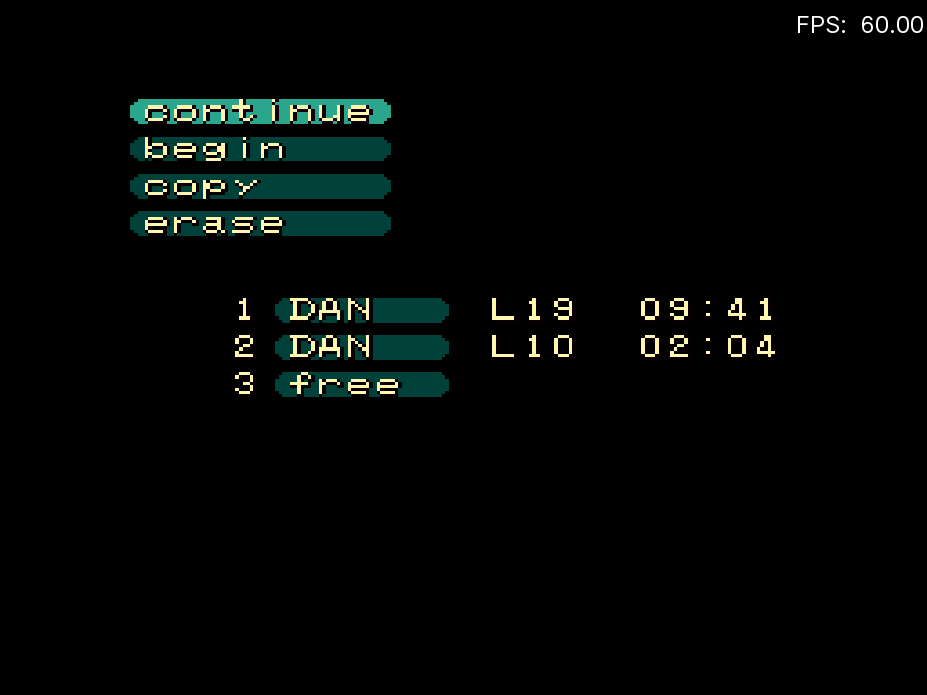 FPS: 60.00
continue
begin
copy
erase
1 DAN L19 09:41
2 DAN L10 02:04
3 free